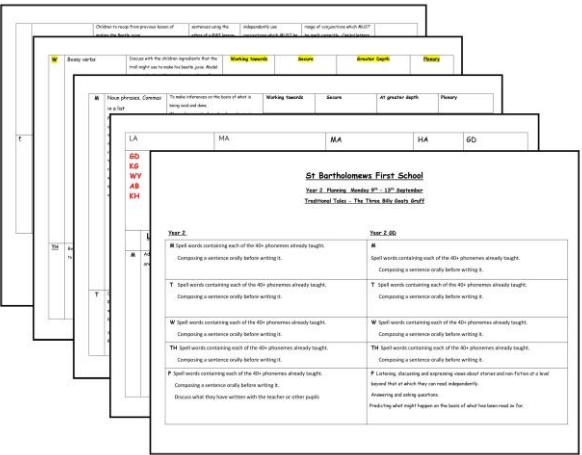 Children to recap from previous lesson of
sentences using the
independently use
range of conjunctions which MUST
W
Bossy verbs
Discuss with the children ingredients that the
troll might use to make his beetle juice. Model
Working towards
Secure
Greater Depth
Plenary
M
Noun phrases, Commas
in a list
To make inferences on the basis of what is
being said and done.
Working towards
Secure
At greater depth
Plenary
t
TH
T
LA
MA
MA
HA
GD
GD
KG
WY
AB
KH
M
St Bartholomews First School
Year 2 Planning Monday 9th - 13th September
Traditional Tales - The Three Billy Goats Gruff
Year 2
Year 2 GD
M Spell words containing each of the 40+ phonemes already taught.
Composing a sentence orally before writing it.
M
Spell words containing each of the 40+ phonemes already taught.
Composing a sentence orally before writing it.
T Spell words containing each of the 40+ phonemes already taught.
Composing a sentence orally before writing it.
T Spell words containing each of the 40+ phonemes already taught.
Composing a sentence orally before writing it.
W Spell words containing each of the 40+ phonemes already taught.
Composing a sentence orally before writing it.
W Spell words containing each of the 40+ phonemes already taught.
Composing a sentence orally before writing it.
TH Spell words containing each of the 40+ phonemes already taught.
Composing a sentence orally before writing it.
TH Spell words containing each of the 40+ phonemes already taught.
Composing a sentence orally before writing it.
F Spell words containing each of the 40+ phonemes already taught.
Composing a sentence orally before writing it.
Discuss what they have written with the teacher or other pupils
F Listening, discussing and expressing views about stories and non-fiction at a level
beyond that at which they can read independently.
Answering and asking questions.
Predicting what might happen on the basis of what has been read so far.